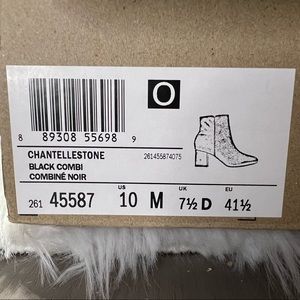 O
8 89308 55698 9
CHANTELLESTONE 261455874075
BLACK COMBI
COMBINÉ NOIR
US UK EU
261 45587 10 M 7½ D 41½